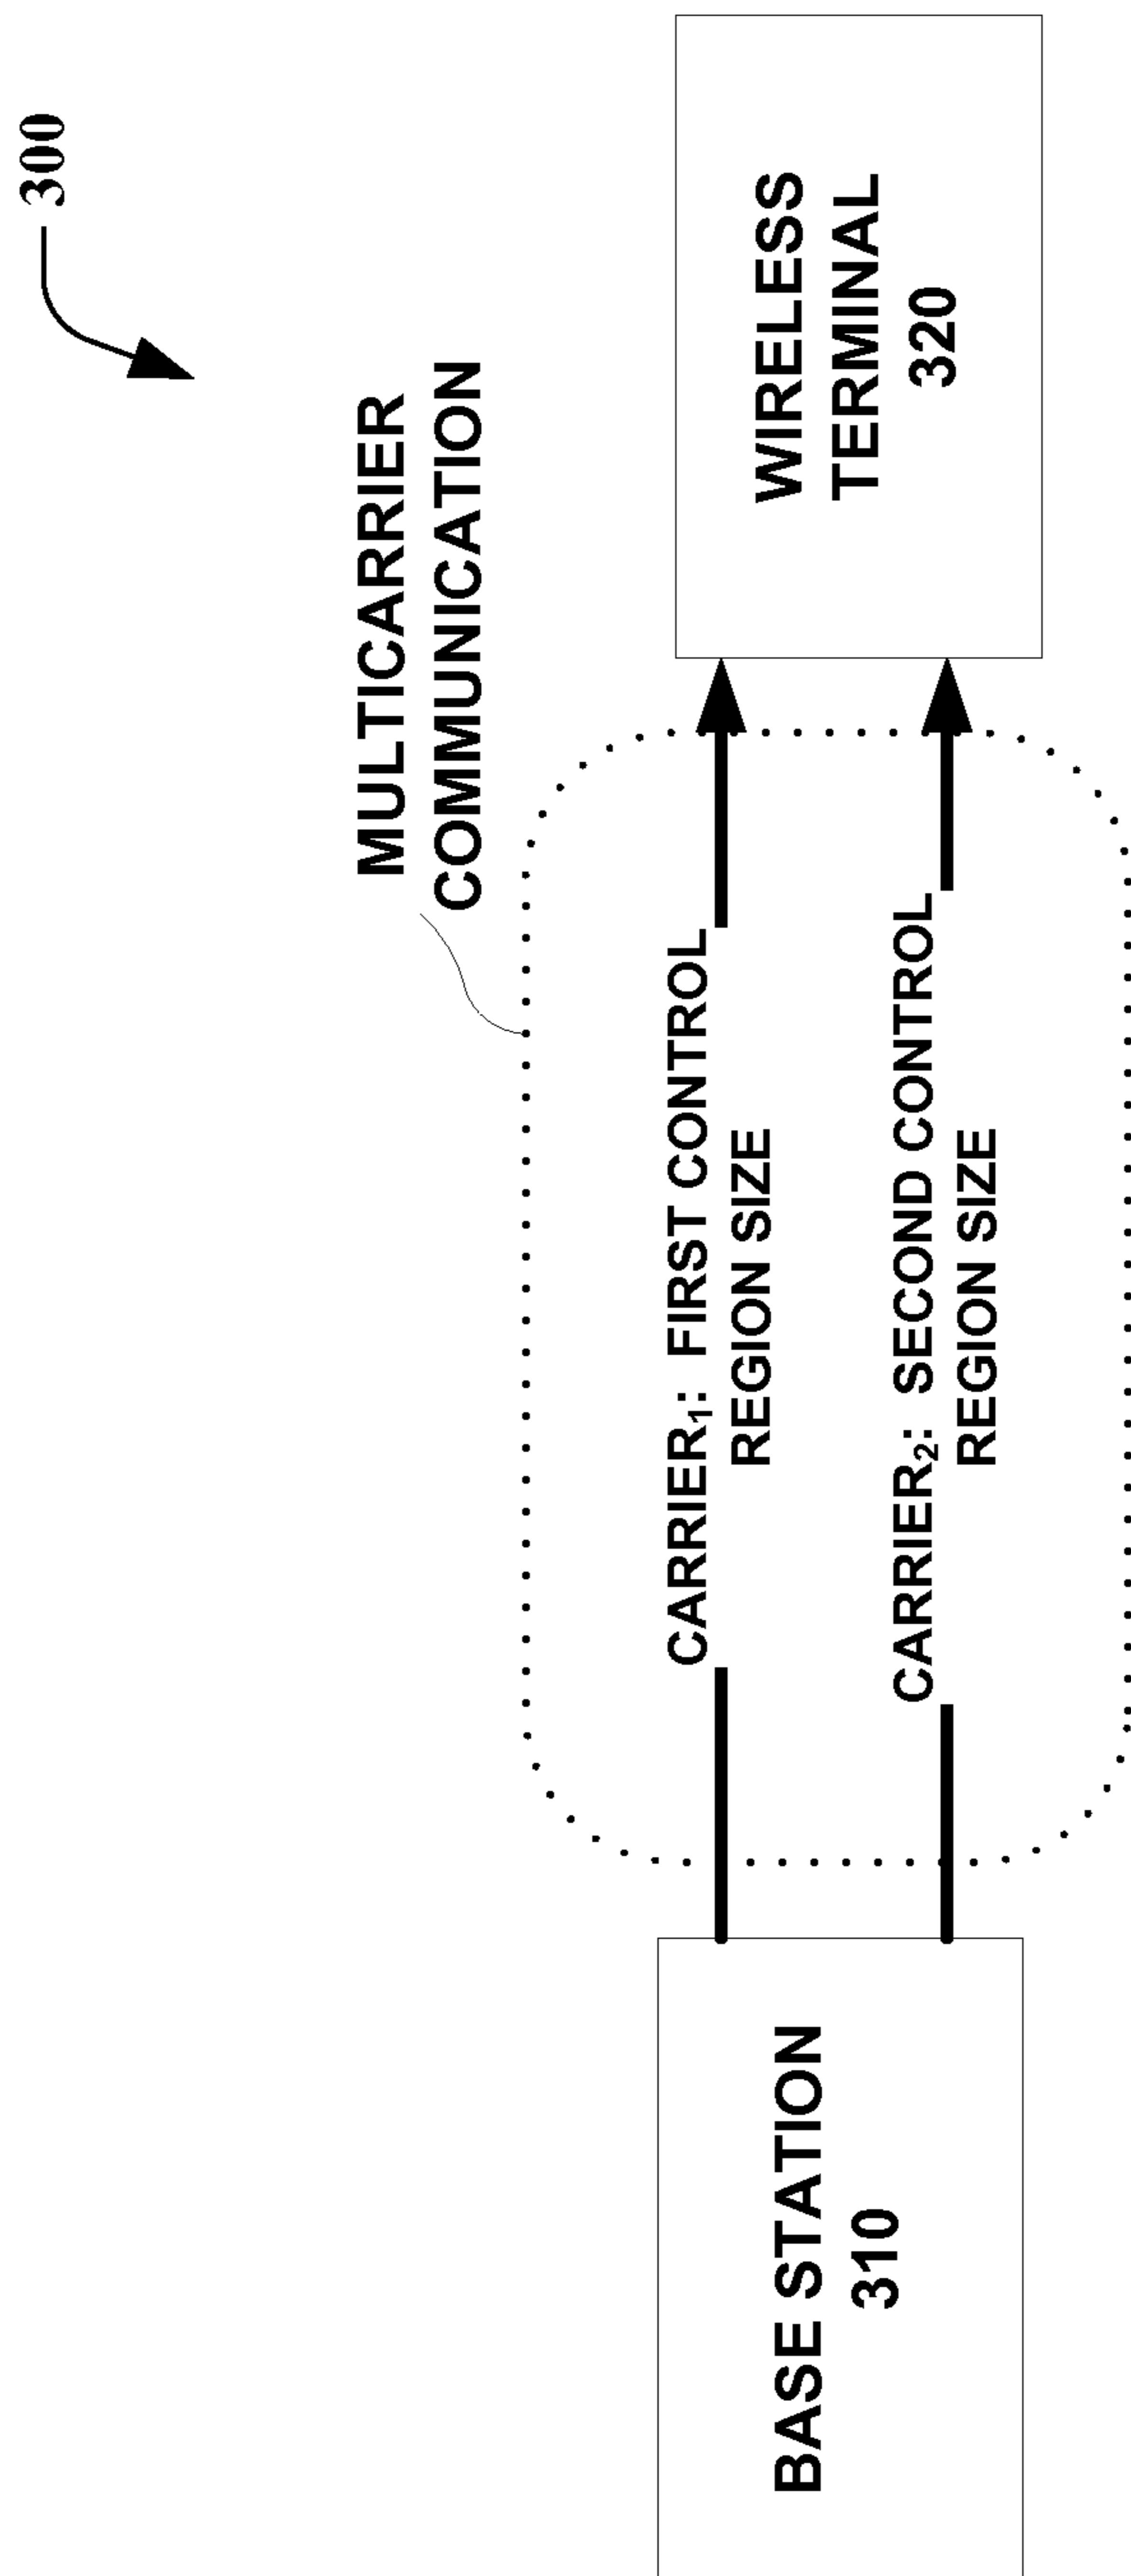 300
MULTICARRIER
COMMUNICATION
BASE STATION
310
CARRIER₁: FIRST CONTROL
REGION SIZE
CARRIER₂: SECOND CONTROL
REGION SIZE
WIRELESS
TERMINAL
320